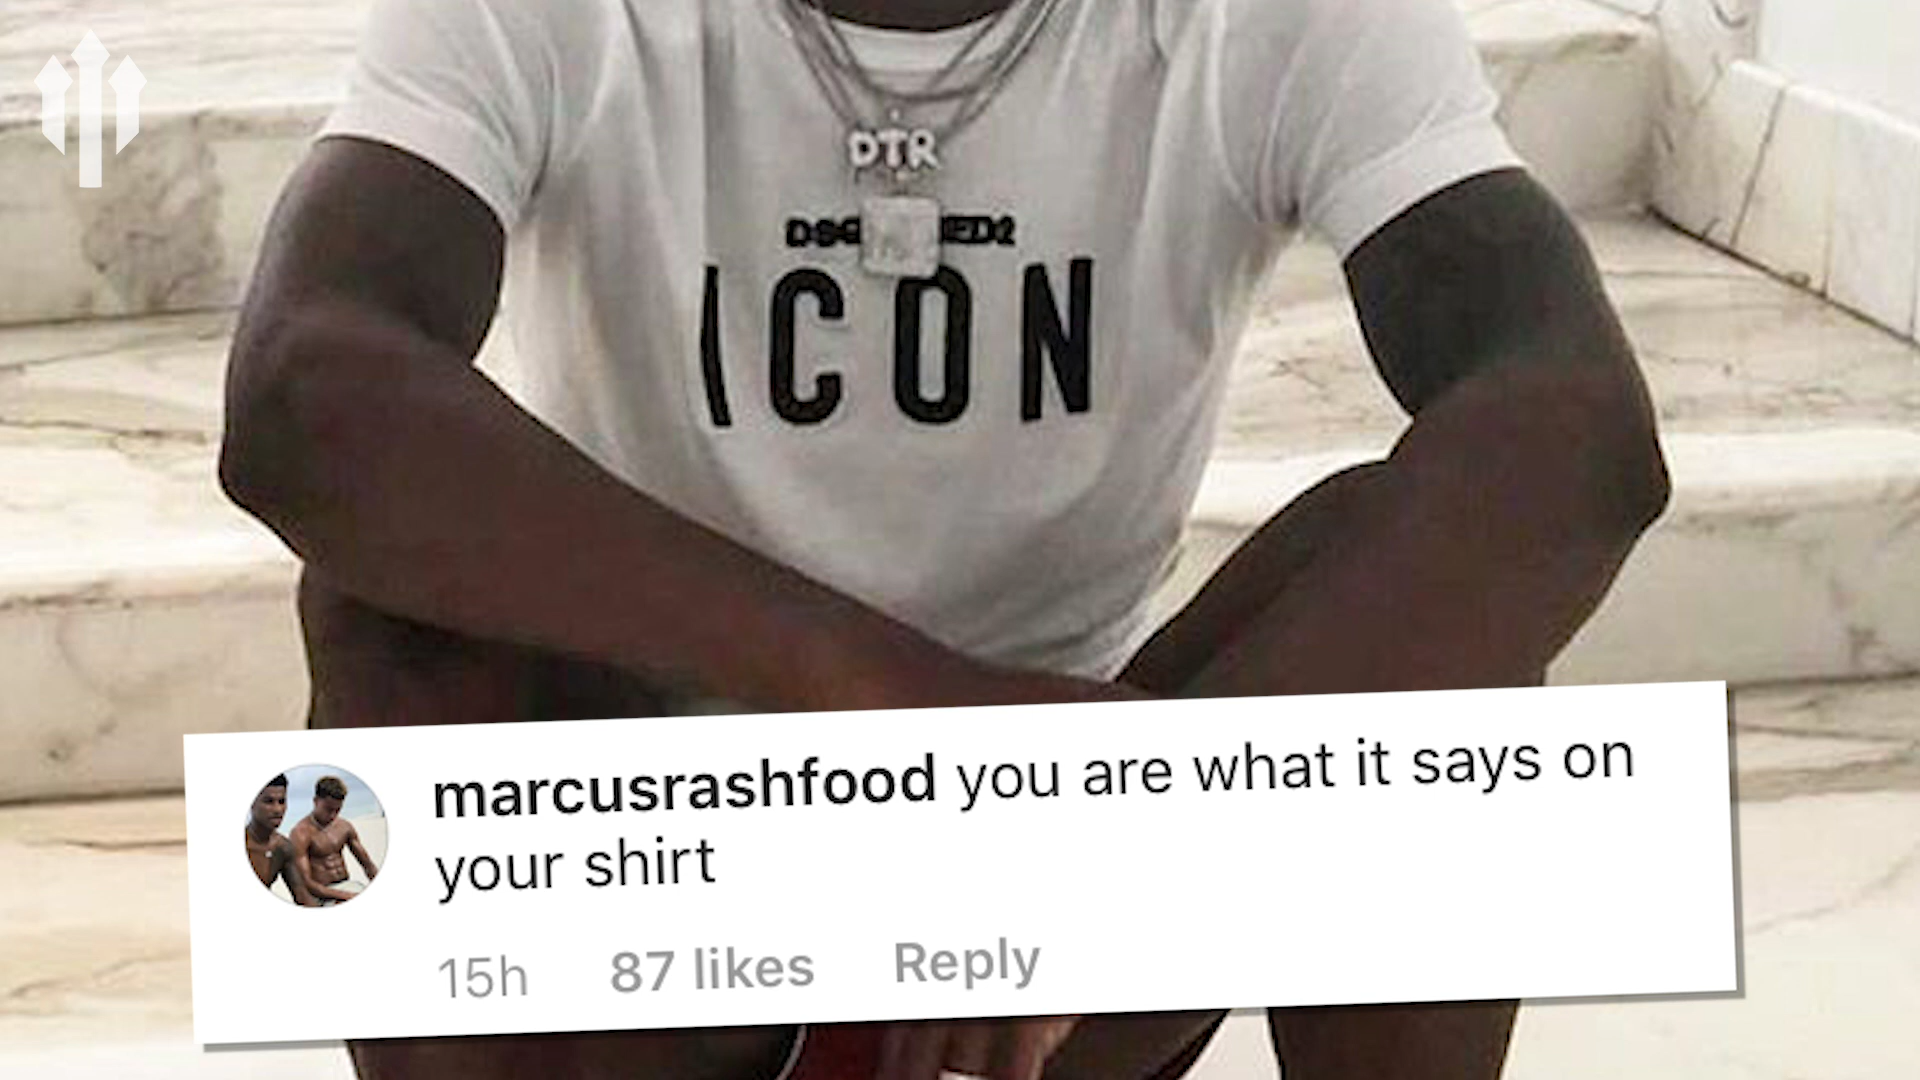 DTR
ICON
marcusrashfood you are what it says on
your shirt
15h 87 likes Reply